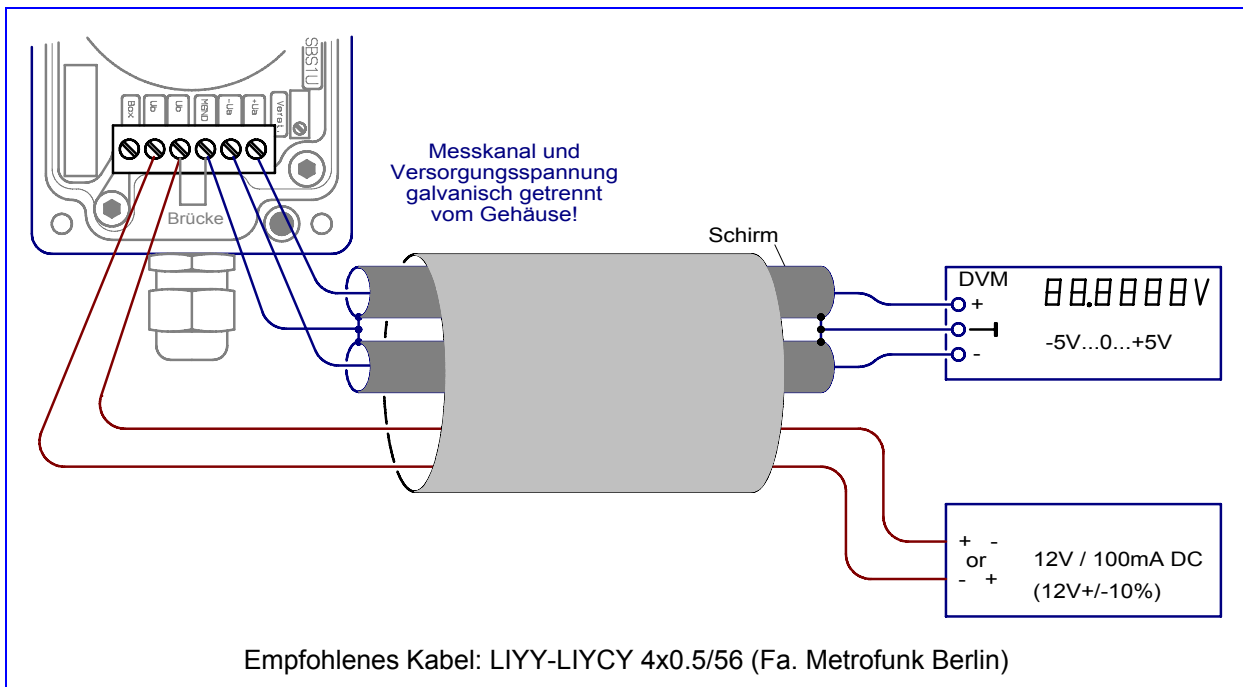 SBS1U
Box
Ub
Ub
MGND
-Ua
+Ua
Verst.
Brücke
Messkanal und
Versorgungsspannung
galvanisch getrennt
vom Gehäuse!
Schirm
DVM
+
-
88.8888V
-5V...0...+5V
+ -
or
- +
12V / 100mA DC
(12V+/-10%)
Empfohlenes Kabel: LIYY-LIYCY 4x0.5/56 (Fa. Metrofunk Berlin)